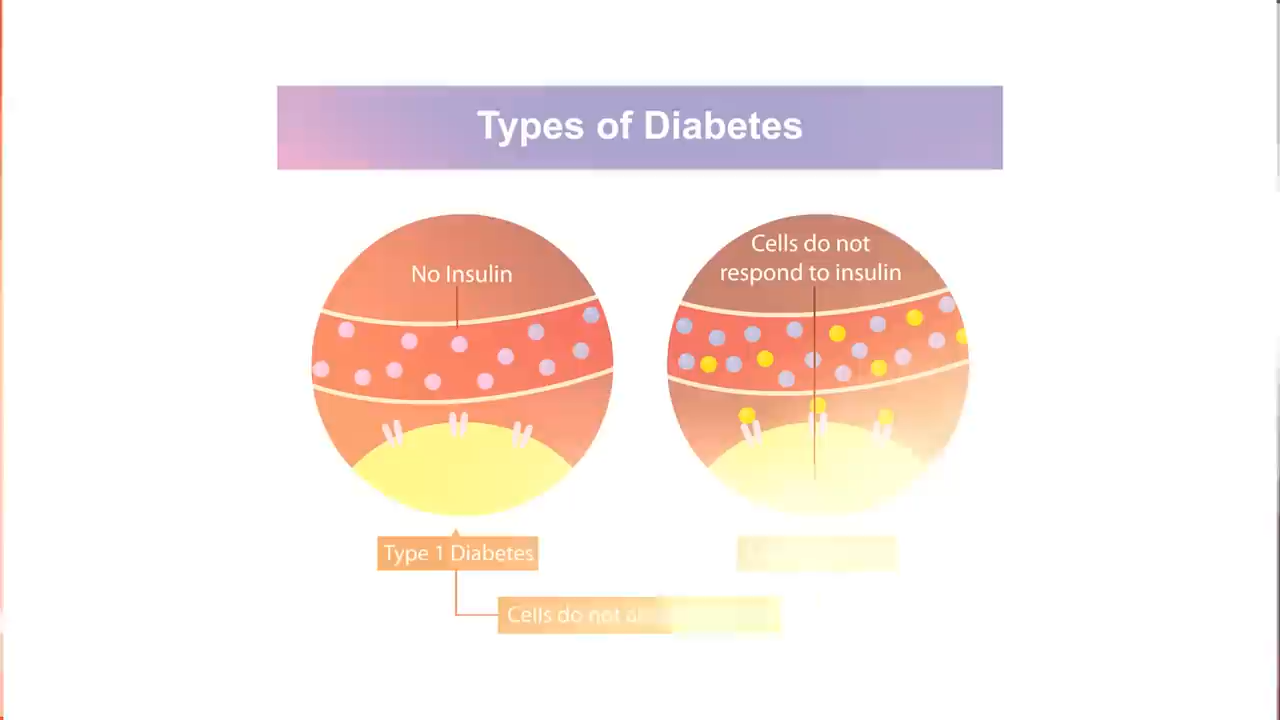 Types of Diabetes
No Insulin
Cells do not
respond to insulin
Type 1 Diabetes
Cells do not